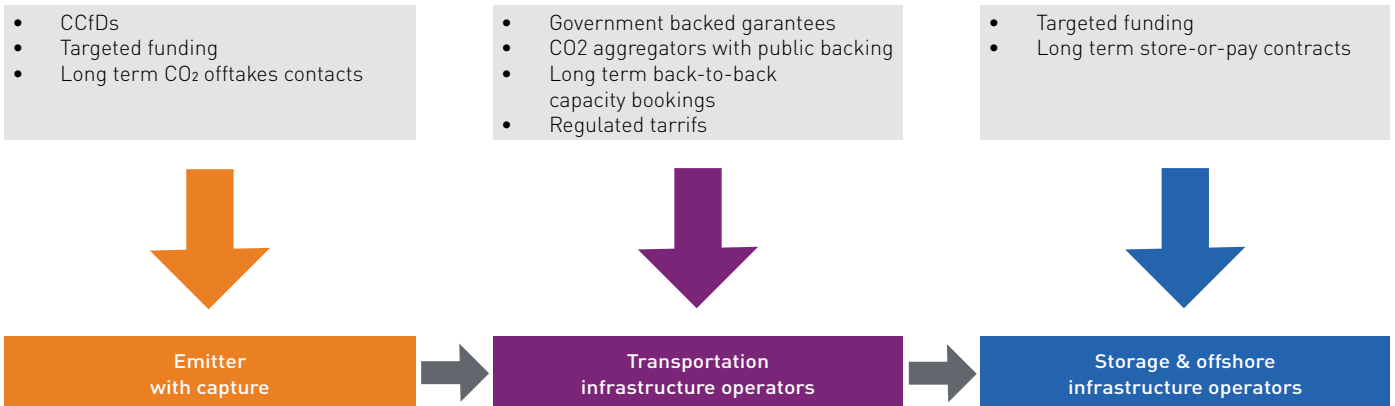 • CCfDs
• Targeted funding
• Long term CO₂ offtakes contacts
• Government backed garantees
• CO2 aggregators with public backing
• Long term back-to-back
capacity bookings
• Regulated tarrifs
• Targeted funding
• Long term store-or-pay contracts
Emitter
with capture
Transportation
infrastructure operators
Storage & offshore
infrastructure operators